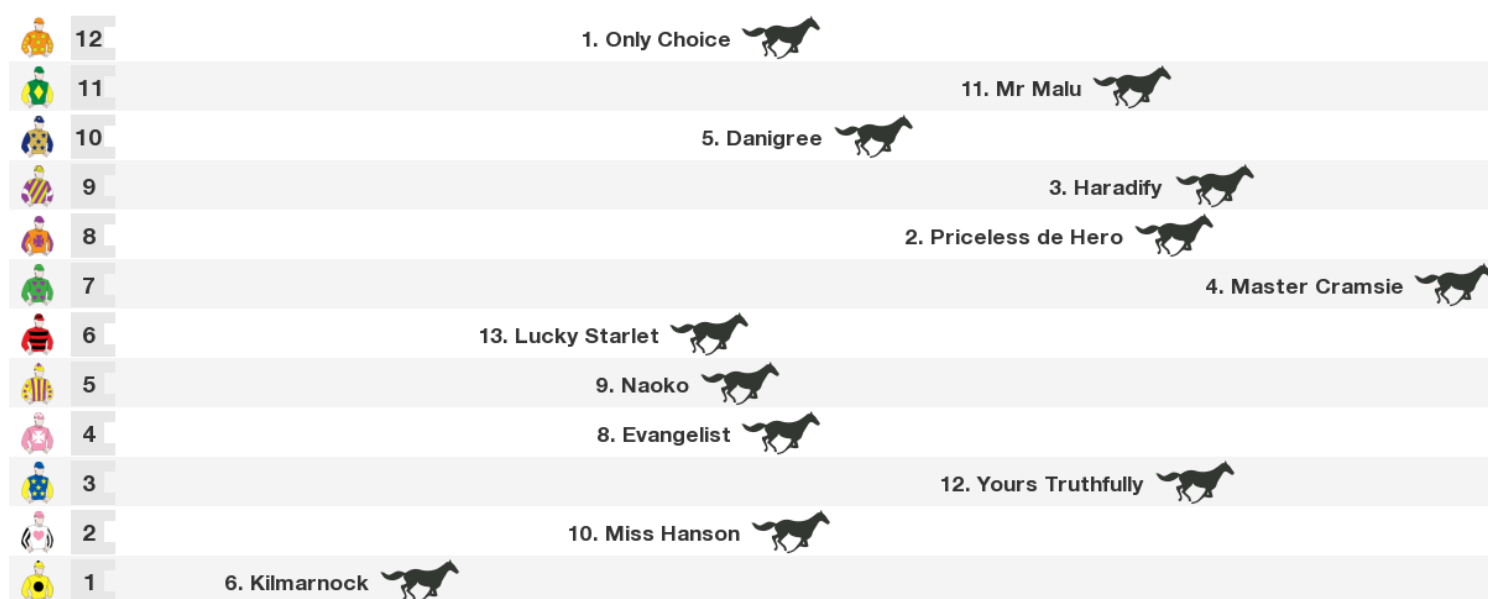 12 1. Only Choice
11 11. Mr Malu
10 5. Danigree
9 3. Haradify
8 2. Priceless de Hero
7 4. Master Cramsie
6 13. Lucky Starlet
5 9. Naoko
4 8. Evangelist
3 12. Yours Truthfully
2 10. Miss Hanson
1 6. Kilmarnock